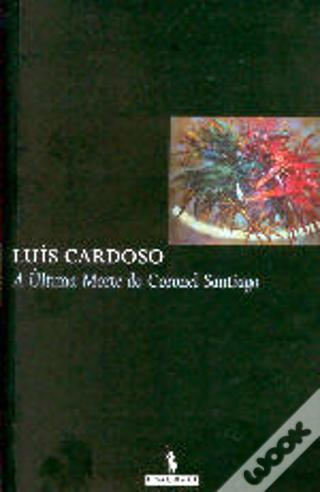 LUÍS CARDOSO
A Última Morte do Coronel Santiago
wook